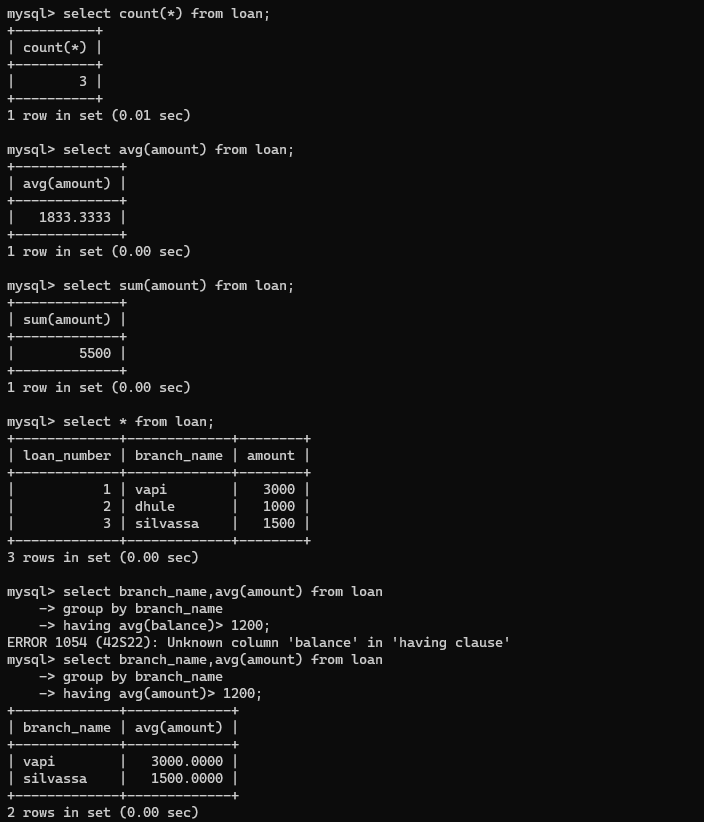 mysql> select count(*) from loan;
+----------+
| count(*) |
+----------+
|        3 |
+----------+
1 row in set (0.01 sec)

mysql> select avg(amount) from loan;
+-------------+
| avg(amount) |
+-------------+
|   1833.3333 |
+-------------+
1 row in set (0.00 sec)

mysql> select sum(amount) from loan;
+-------------+
| sum(amount) |
+-------------+
|        5500 |
+-------------+
1 row in set (0.00 sec)

mysql> select * from loan;
+-------------+-------------+--------+
| loan_number | branch_name | amount |
+-------------+-------------+--------+
|           1 | vapi        |   3000 |
|           2 | dhule       |   1000 |
|           3 | silvassa    |   1500 |
+-------------+-------------+--------+
3 rows in set (0.00 sec)

mysql> select branch_name,avg(amount) from loan
    -> group by branch_name
    -> having avg(balance)> 1200;
ERROR 1054 (42S22): Unknown column 'balance' in 'having clause'
mysql> select branch_name,avg(amount) from loan
    -> group by branch_name
    -> having avg(amount)> 1200;
+-------------+-------------+
| branch_name | avg(amount) |
+-------------+-------------+
| vapi        |   3000.0000 |
| silvassa    |   1500.0000 |
+-------------+-------------+
2 rows in set (0.00 sec)